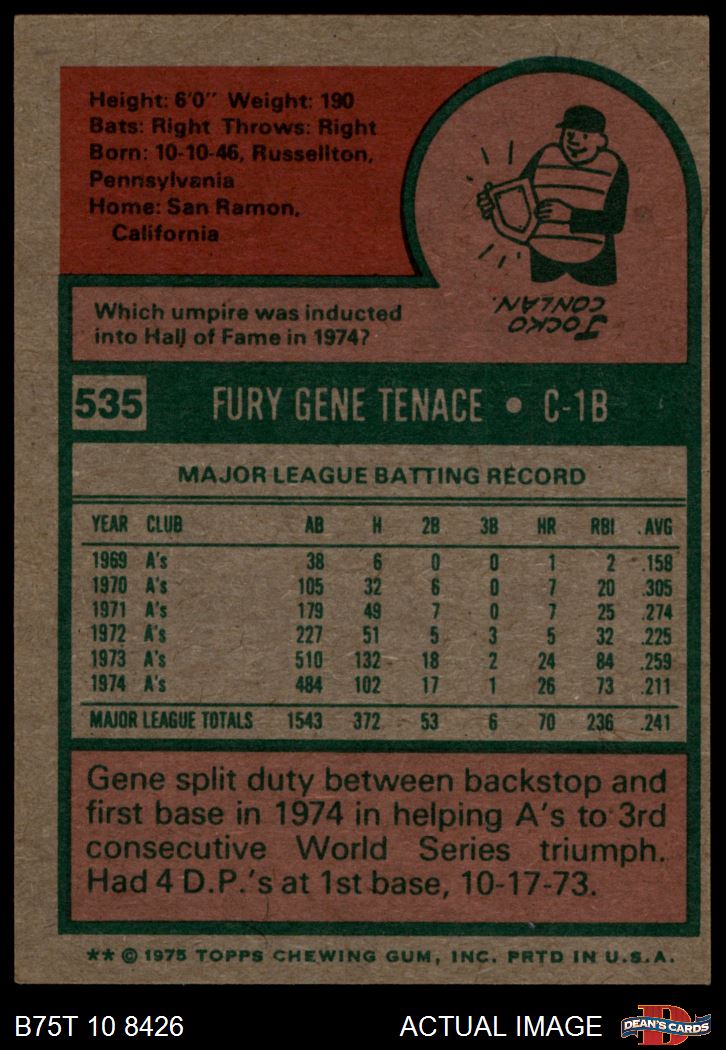 Height: 6'0" Weight: 190
Bats: Right Throws: Right
Born: 10-10-46, Russellton,
Pennsylvania
Home: San Ramon,
California
Which umpire was inducted
into Hall of Fame in 1974?
JOCKO
CONLAN.
535 FURY GENE TENACE • C-1B
MAJOR LEAGUE BATTING RECORD
YEAR CLUB AB H 2B 3B HR RBI AVG
1969 A's 38 6 0 0 1 2 .158
1970 A's 105 32 6 0 7 20 .305
1971 A's 179 49 7 0 7 25 .274
1972 A's 227 51 5 3 5 32 .225
1973 A's 510 132 18 2 24 84 .259
1974 A's 484 102 17 1 26 73 .211
MAJOR LEAGUE TOTALS 1543 372 53 6 70 236 .241
Gene split duty between backstop and
first base in 1974 in helping A's to 3rd
consecutive World Series triumph.
Had 4 D.P.'s at 1st base, 10-17-73.
** © 1975 TOPPS CHEWING GUM, INC. PRTD IN U.S.A.
B75T 10 8426 ACTUAL IMAGE DEAN'S CARDS